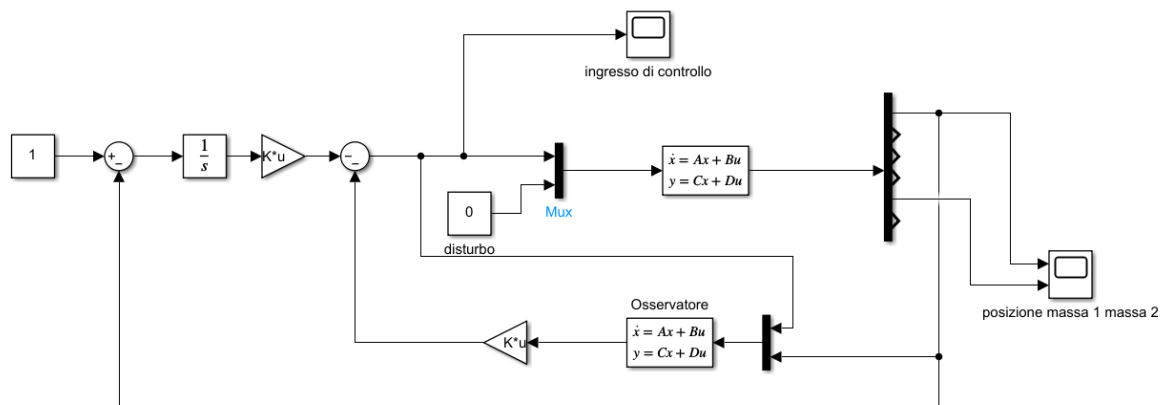 ingresso di controllo
1
+
−
1
s
K*u
−
−
ẋ = Ax + Bu
y = Cx + Du
0
Mux
disturbo
Osservatore
K*u
ẋ = Ax + Bu
y = Cx + Du
posizione massa 1 massa 2